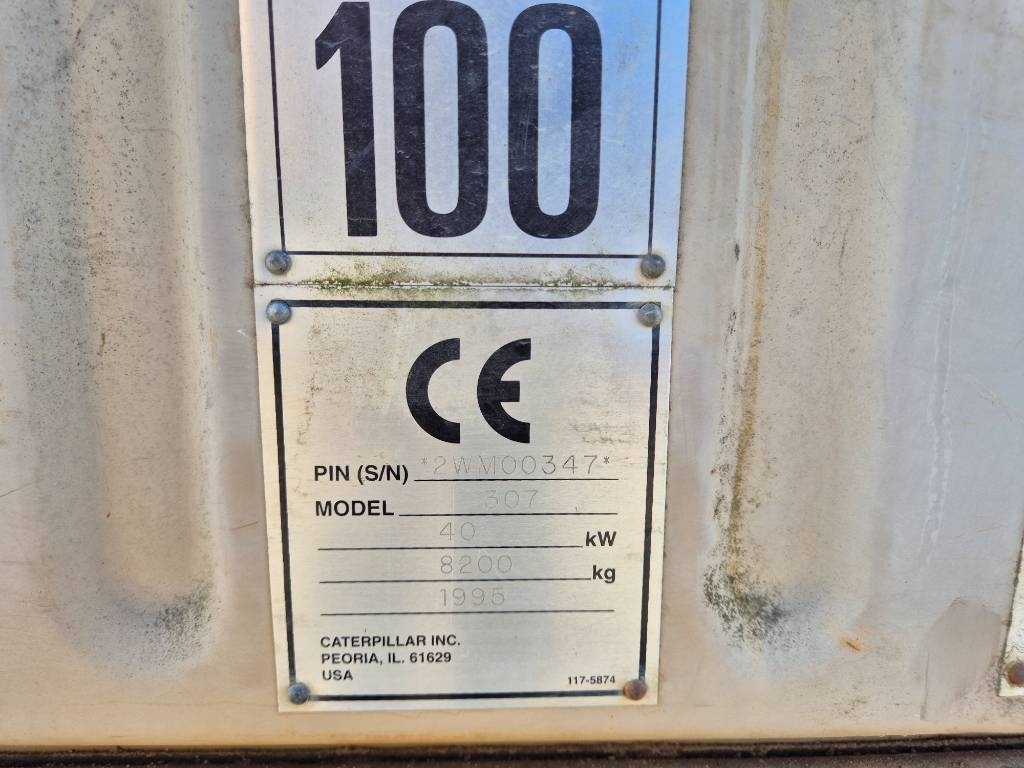 100
CE
PIN (S/N) *2WM00347*
MODEL 307
40 kW
8200 kg
1995
CATERPILLAR INC.
PEORIA, IL. 61629
USA 117-5874